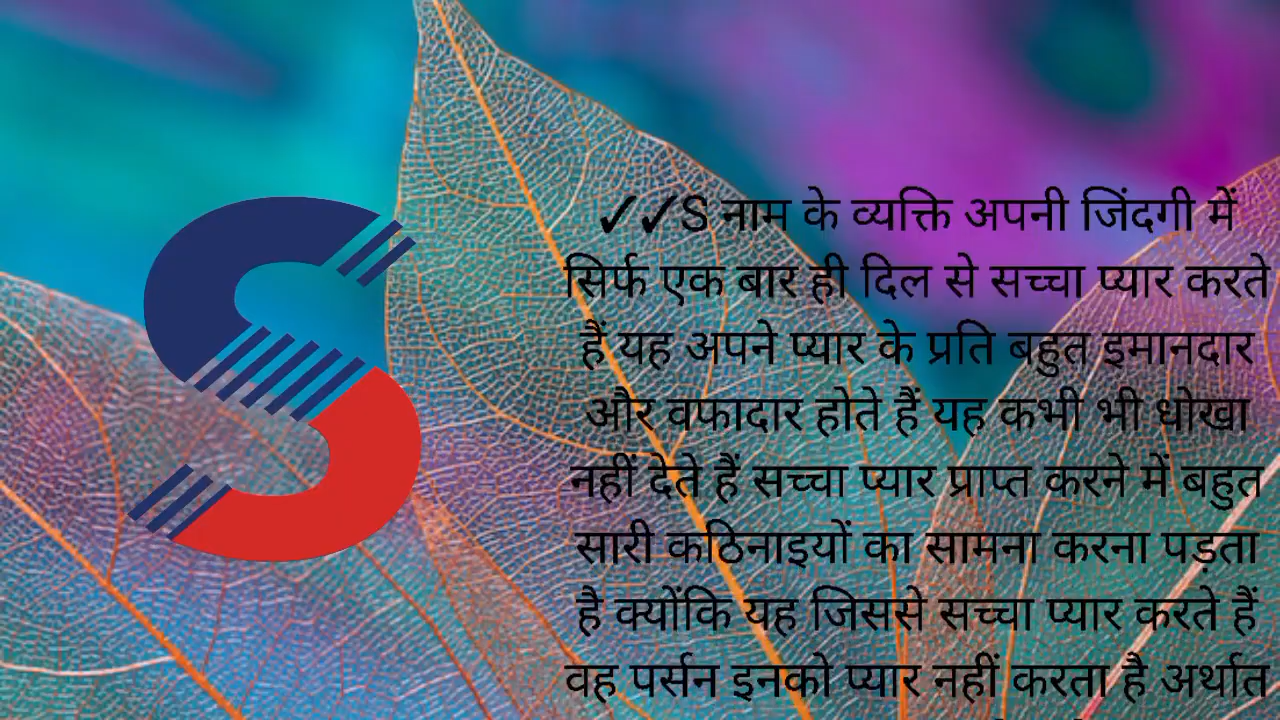 S
✓✓S नाम के व्यक्ति अपनी जिंदगी में
सिर्फ एक बार ही दिल से सच्चा प्यार करते
हैं यह अपने प्यार के प्रति बहुत इमानदार
और वफादार होते हैं यह कभी भी धोखा
नहीं देते हैं सच्चा प्यार प्राप्त करने में बहुत
सारी कठिनाइयों का सामना करना पड़ता
है क्योंकि यह जिससे सच्चा प्यार करते हैं
वह पर्सन इनको प्यार नहीं करता है अर्थात